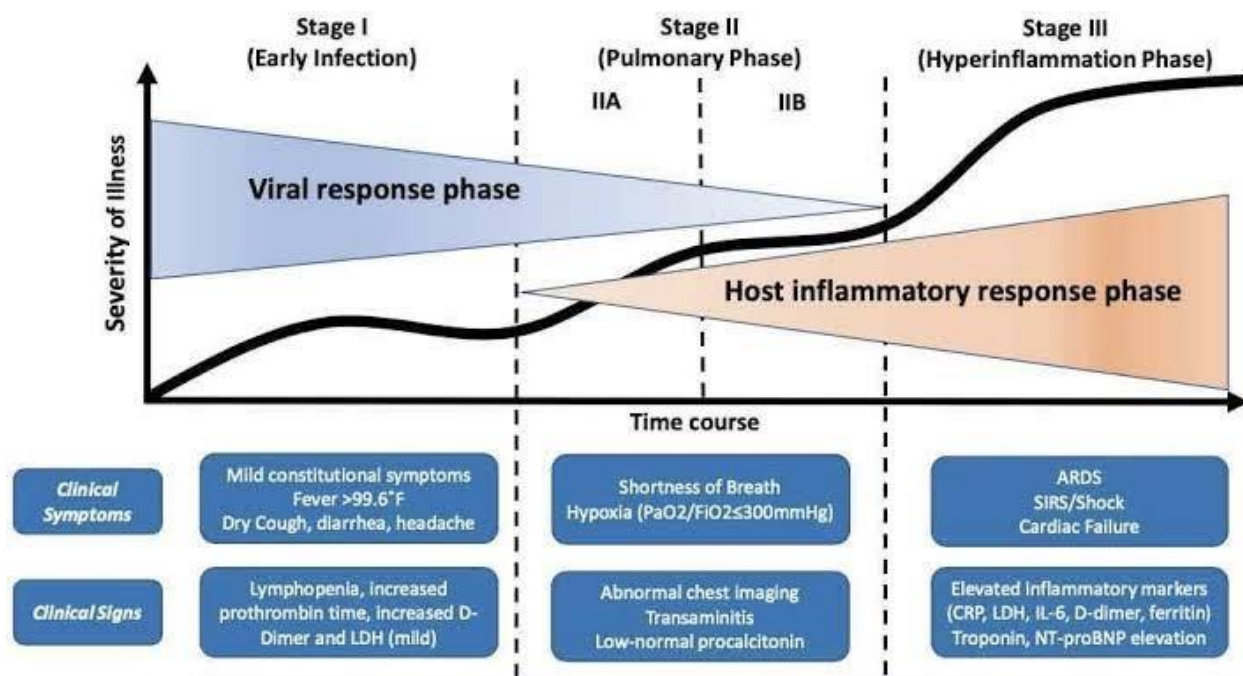 Stage I
(Early Infection)
Stage II
(Pulmonary Phase)
Stage III
(Hyperinflammation Phase)
IIA
IIB
Severity of Illness
Viral response phase
Host inflammatory response phase
Time course
Clinical
Symptoms
Mild constitutional symptoms
Fever >99.6°F
Dry Cough, diarrhea, headache
Shortness of Breath
Hypoxia (PaO2/FiO2≤300mmHg)
ARDS
SIRS/Shock
Cardiac Failure
Clinical Signs
Lymphopenia, increased
prothrombin time, increased D-
Dimer and LDH (mild)
Abnormal chest imaging
Transaminitis
Low-normal procalcitonin
Elevated inflammatory markers
(CRP, LDH, IL-6, D-dimer, ferritin)
Troponin, NT-proBNP elevation